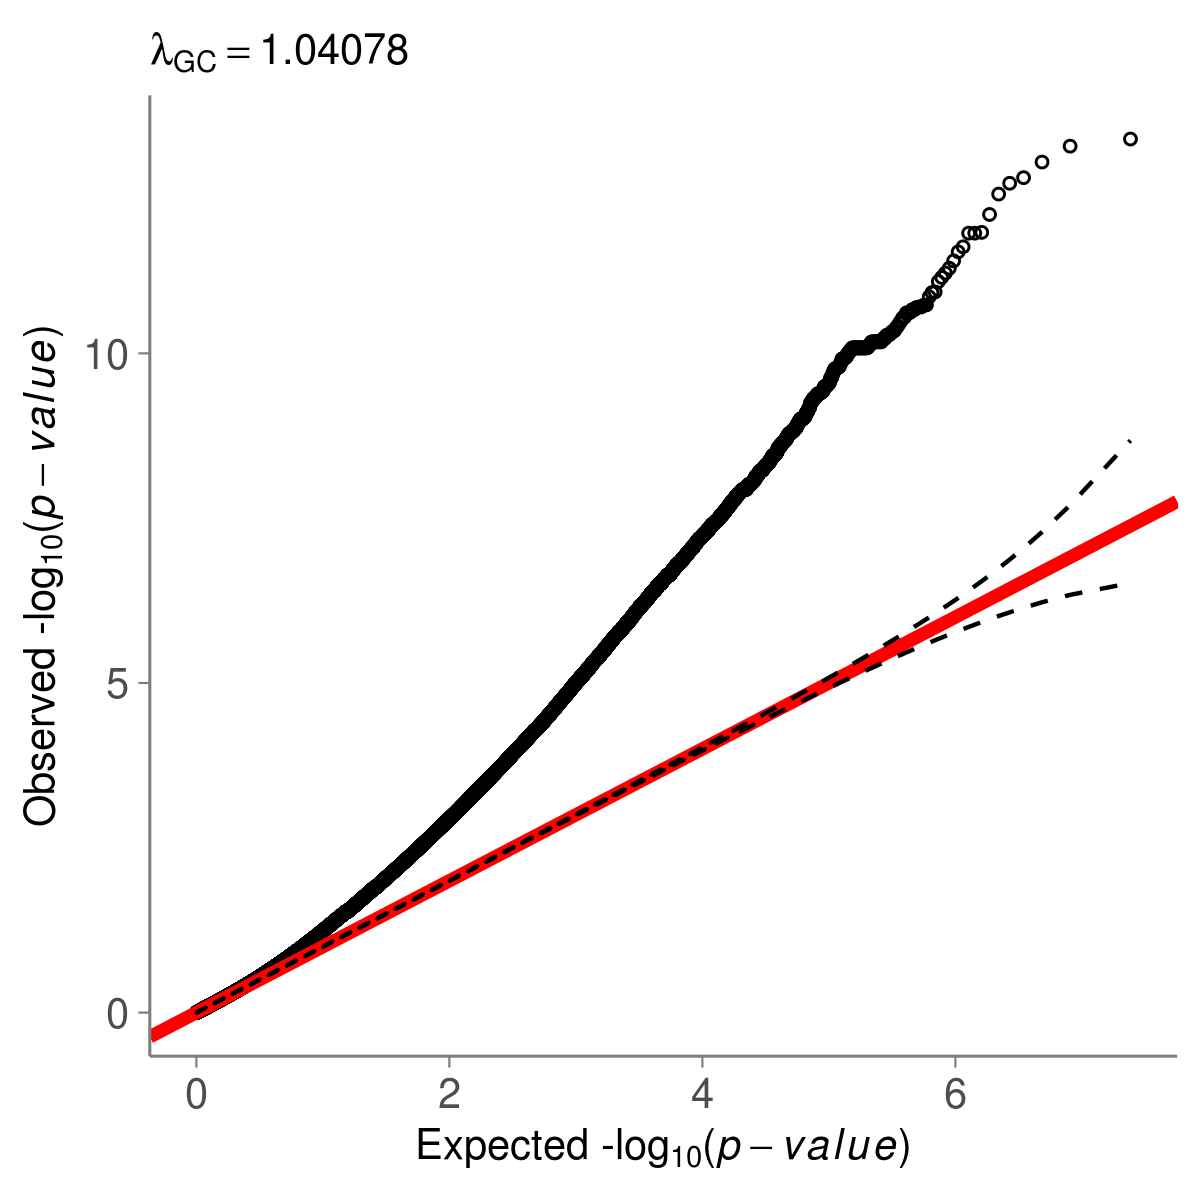 λGC = 1.04078
Observed -log10(p − value)
10
5
0
0 2 4 6
Expected -log10(p − value)